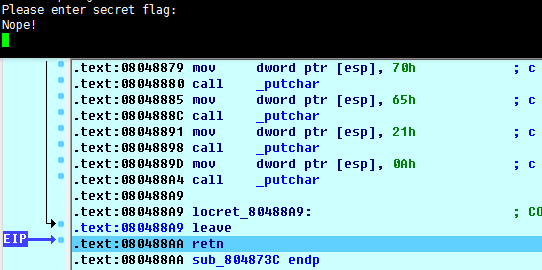 Please enter secret flag:
Nope!
.text:08048879 mov     dword ptr [esp], 70h     ; c
.text:08048880 call    _putchar
.text:08048885 mov     dword ptr [esp], 65h     ; c
.text:0804888C call    _putchar
.text:08048891 mov     dword ptr [esp], 21h     ; c
.text:08048898 call    _putchar
.text:0804889D mov     dword ptr [esp], 0Ah     ; c
.text:080488A4 call    _putchar
.text:080488A9
.text:080488A9 locret_80488A9:     ; CO
.text:080488A9 leave
EIP .text:080488AA retn
.text:080488AA sub_804873C endp